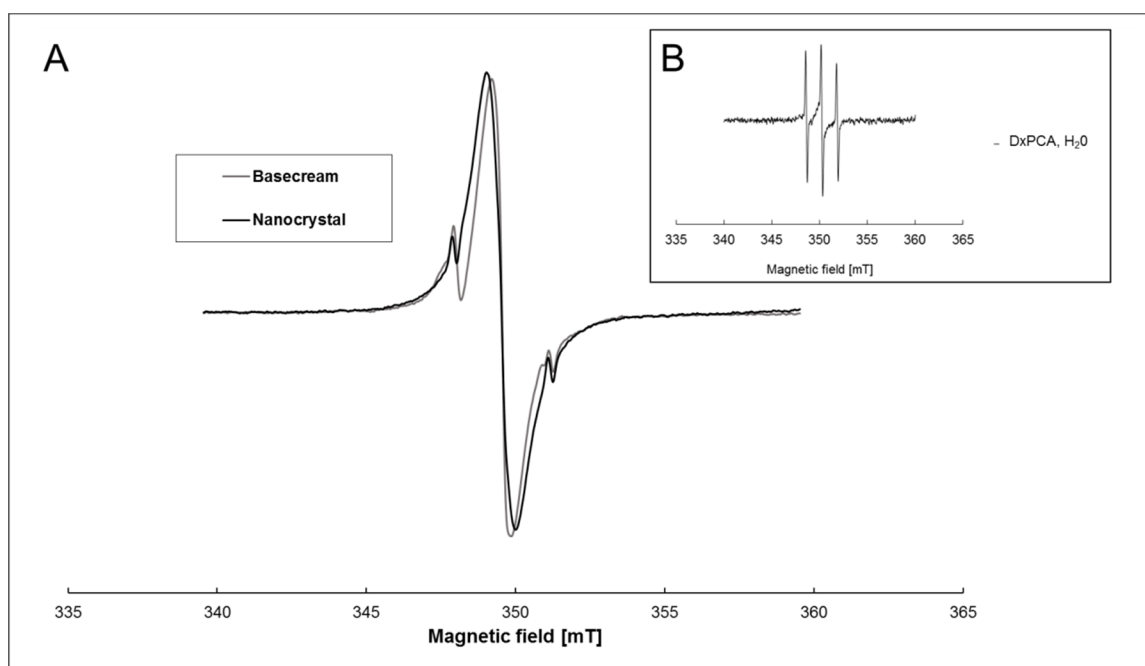 A
Basecream
Nanocrystal
335 340 345 350 355 360 365
Magnetic field [mT]
B
DxPCA, H₂0
335 340 345 350 355 360 365
Magnetic field [mT]